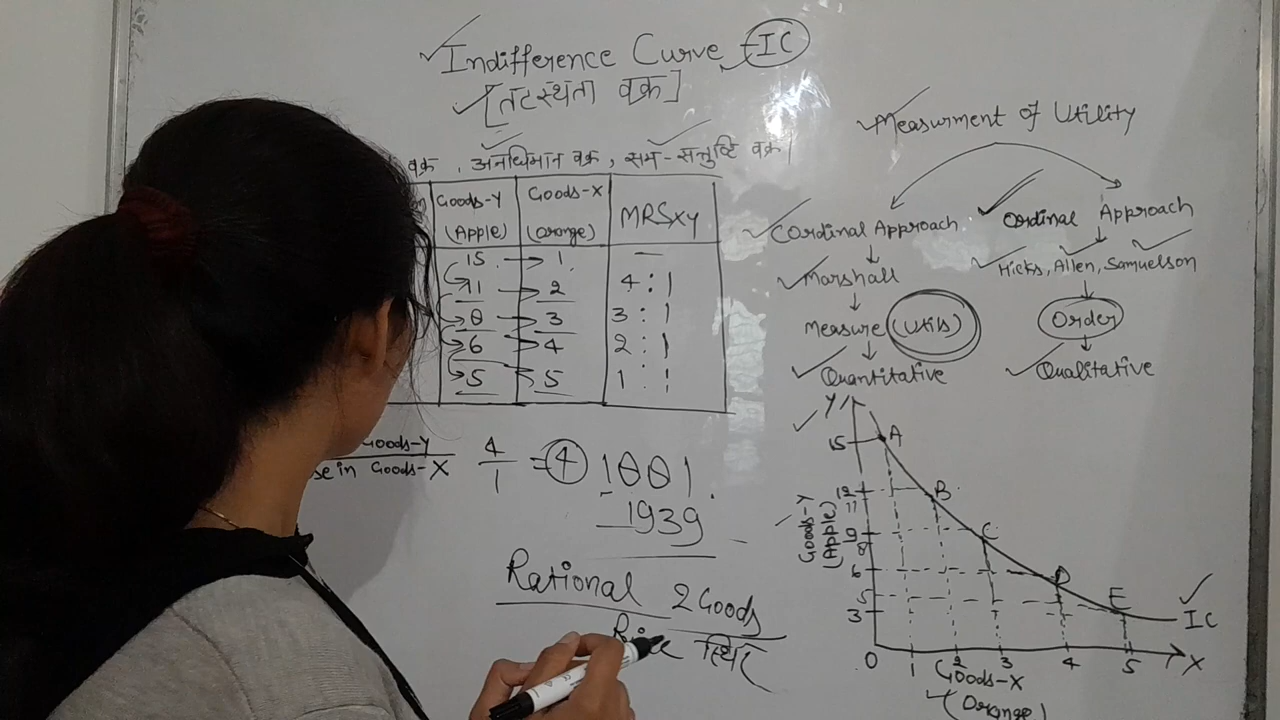 Indifference Curve - IC
[तटस्थता वक्र]
वक्र, अनधिमान वक्र, सम-सन्तुष्टि वक्र
Goods-Y (Apple) Goods-X (Orange) MRSxy
15 → 1 —
11 → 2 4:1
8 → 3 3:1
6 → 4 2:1
5 → 5 1:1
Goods-Y
se in Goods-X
4/1 = 4
1881
1939
Rational 2 Goods
स्थिर
Measurment of Utility
Cardinal Approach
Marshall
Measure (Utils)
Quantitative
Ordinal Approach
Hicks, Allen, Samuelson
Order
Qualitative
Y
15 A
12 B
11
10 C
8
6 D
5 E
3 IC
Goods-Y
(Apple)
0 1 2 3 4 5 X
Goods-X
(Orange)